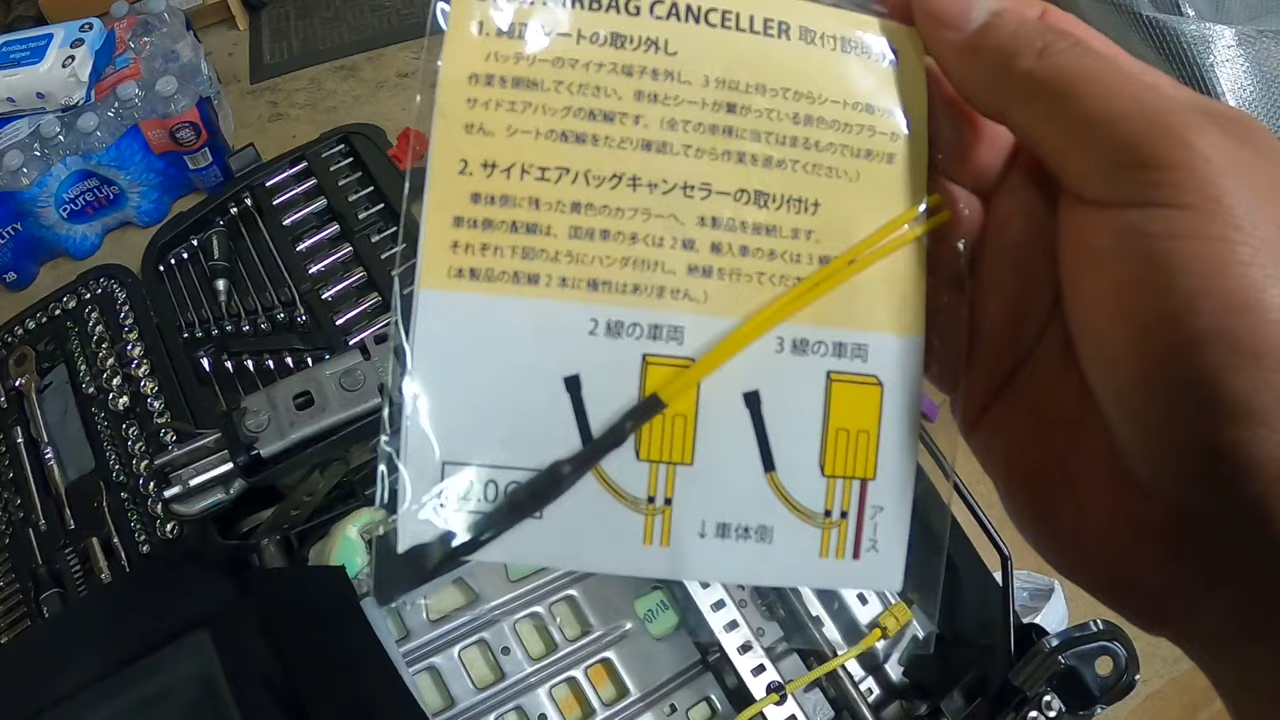 AIRBAG CANCELLER 取付説明
1. 純正シートの取り外し
バッテリーのマイナス端子を外し、3分以上待ってからシートの取り
作業を開始してください。車体とシートが繋がっている黄色のカプラーが
サイドエアバッグの配線です。(全ての車種に当てはまるものではありま
せん。シートの配線をたどり確認してから作業を進めてください。)
2. サイドエアバッグキャンセラーの取り付け
車体側に残った黄色のカプラーへ、本製品を接続します。
車体側の配線は、国産車の多くは2線、輸入車の多くは3線
それぞれ下図のようにハンダ付けし、絶縁を行ってくださ
(本製品の配線2本に極性はありません。)
2線の車両
3線の車両
2.0Ω
↓車体側
アース
Antibacterial
wipes
Nestlé
Pure Life
28
07/18